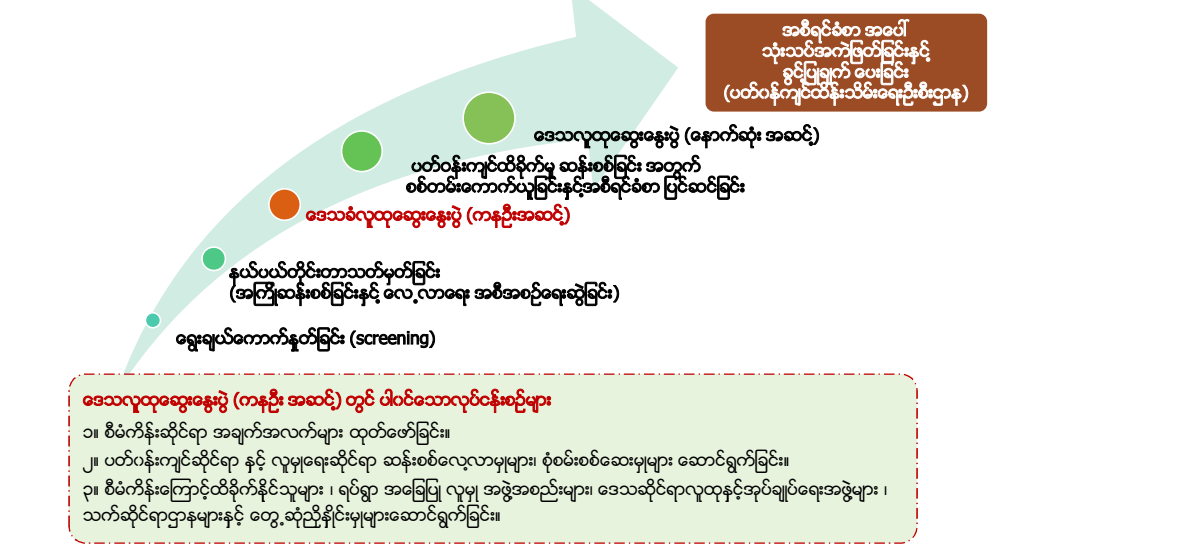 အစီရင်ခံစာ အပေါ်
သုံးသပ်အကဲဖြတ်ခြင်းနှင့်
ခွင့်ပြုချက် ပေးခြင်း
(ပတ်ဝန်ကျင်ထိန်းသိမ်းရေးဦးစီးဌာန)
ဒေသလူထုဆွေးနွေးပွဲ (နောက်ဆုံး အဆင့်)
ပတ်ဝန်းကျင်ထိခိုက်မှု ဆန်းစစ်ခြင်း အတွက်
စစ်တမ်းကောက်ယူခြင်းနှင့်အစီရင်ခံစာ ပြင်ဆင်ခြင်း
ဒေသခံလူထုဆွေးနွေးပွဲ (ကနဦးအဆင့်)
နယ်ပယ်တိုင်းတာသတ်မှတ်ခြင်း
(အကြိုဆန်းစစ်ခြင်းနှင့် လေ့လာရေး အစီအစဉ်ရေးဆွဲခြင်း)
ရွေးချယ်ကောက်နှုတ်ခြင်း (screening)
ဒေသလူထုဆွေးနွေးပွဲ (ကနဦး အဆင့်) တွင် ပါဝင်သောလုပ်ငန်းစဉ်များ
၁။ စီမံကိန်းဆိုင်ရာ အချက်အလက်များ ထုတ်ဖော်ခြင်း။
၂။ ပတ်ဝန်းကျင်ဆိုင်ရာ နှင့် လူမှုရေးဆိုင်ရာ ဆန်းစစ်လေ့လာမှုများ၊ စုံစမ်းစစ်ဆေးမှုများ ဆောင်ရွက်ခြင်း။
၃။ စီမံကိန်းကြောင့်ထိခိုက်နိုင်သူများ ၊ ရပ်ရွာ အခြေပြု လူမှု အဖွဲ့အစည်းများ၊ ဒေသဆိုင်ရာလူထုနှင့်အုပ်ချုပ်ရေးအဖွဲ့များ ၊
သက်ဆိုင်ရာဌာနများနှင့် တွေ့ဆုံညှိနှိုင်းမှုများဆောင်ရွက်ခြင်း။